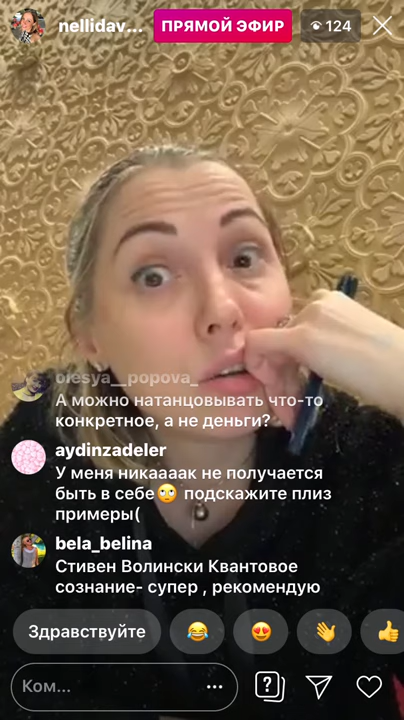 nellidav...
ПРЯМОЙ ЭФИР
124
olesya__popova_
А можно натанцовывать что-то
конкретное, а не деньги?
aydinzadeler
У меня никаааак не получается
быть в себе🙄 подскажите плиз
примеры(
bela_belina
Стивен Волински Квантовое
сознание- супер , рекомендую
Здравствуйте
Ком...